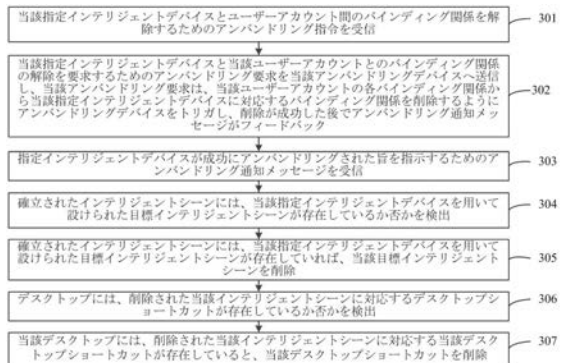 当該指定インテリジェントデバイスとユーザーアカウント間のバインディング関係を解
除するためのアンバンドリング指令を受信
301
当該指定インテリジェントデバイスと当該ユーザーアカウントとのバインディング関係
の解除を要求するためのアンバンドリング要求を当該アンバンドリングデバイスへ送信
し、当該アンバンドリング要求は、当該ユーザーアカウントの各バインディング関係か
ら当該指定インテリジェントデバイスに対応するバインディング関係を削除するように
アンバンドリングデバイスをトリガし、削除が成功した後でアンバンドリング通知メッ
セージがフィードバック
302
指定インテリジェントデバイスが成功にアンバンドリングされた旨を指示するためのア
ンバンドリング通知メッセージを受信
303
確立されたインテリジェントシーンには、当該指定インテリジェントデバイスを用いて
設けられた目標インテリジェントシーンが存在しているか否かを検出
304
確立されたインテリジェントシーンには、当該指定インテリジェントデバイスを用いて
設けられた目標インテリジェントシーンが存在していれば、当該目標インテリジェント
シーンを削除
305
デスクトップには、削除された当該インテリジェントシーンに対応するデスクトップシ
ョートカットが存在しているか否かを検出
306
当該デスクトップには、削除された当該インテリジェントシーンに対応する当該デスク
トップショートカットが存在していると、当該デスクトップショートカットを削除
307